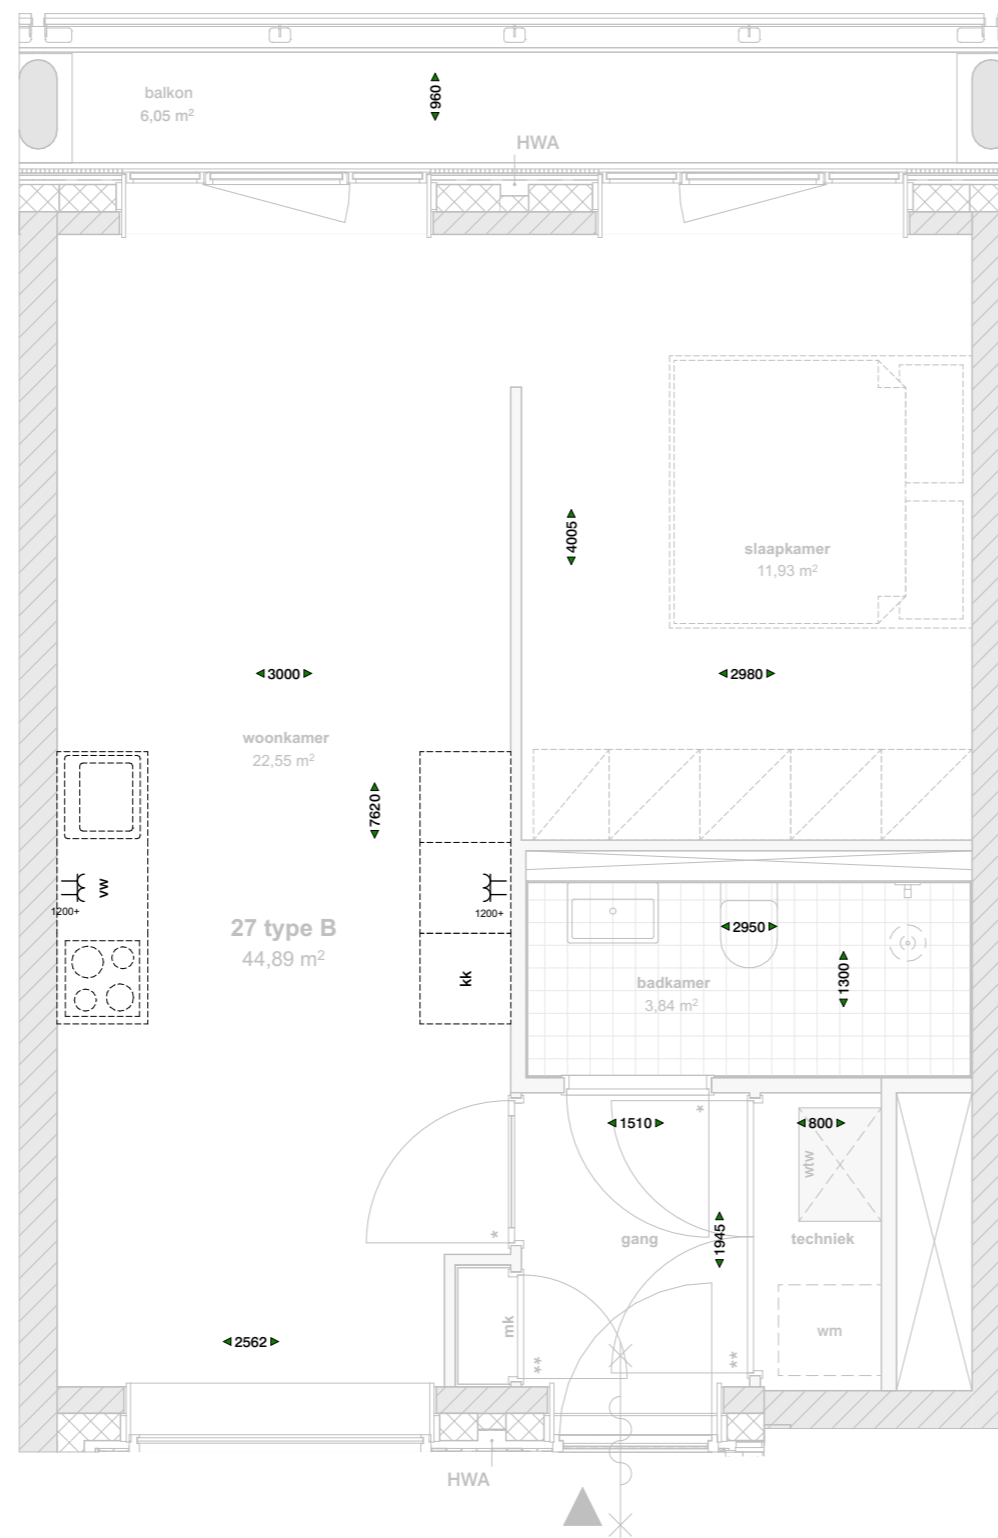 balkon
6,05 m²
960
HWA
4005
slaapkamer
11,93 m²
3000
2980
woonkamer
22,55 m²
7620
vw
1200+
1200+
27 type B
44,89 m²
kk
2950
badkamer
3,84 m²
1300
1510
*
800
wtw
*
gang
1945
techniek
mk
wm
2562
**
**
HWA